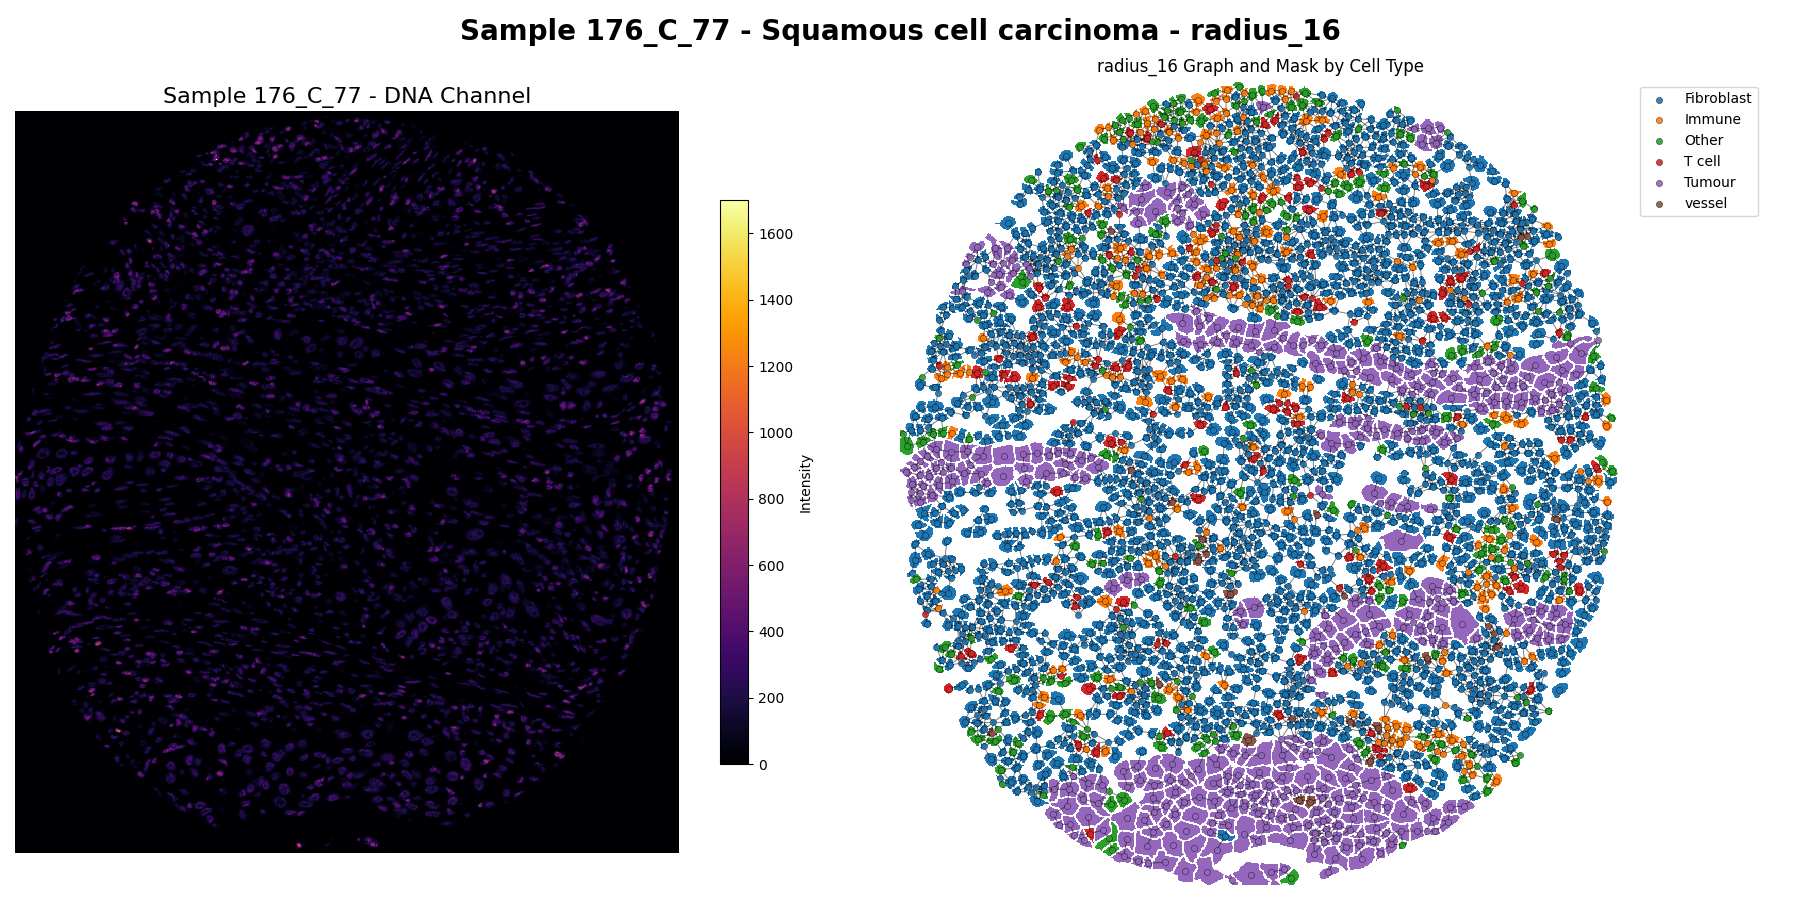 Sample 176_C_77 - Squamous cell carcinoma - radius_16
Sample 176_C_77 - DNA Channel
radius_16 Graph and Mask by Cell Type
1600
1400
1200
1000
800
600
400
200
0
Intensity
Fibroblast
Immune
Other
T cell
Tumour
vessel